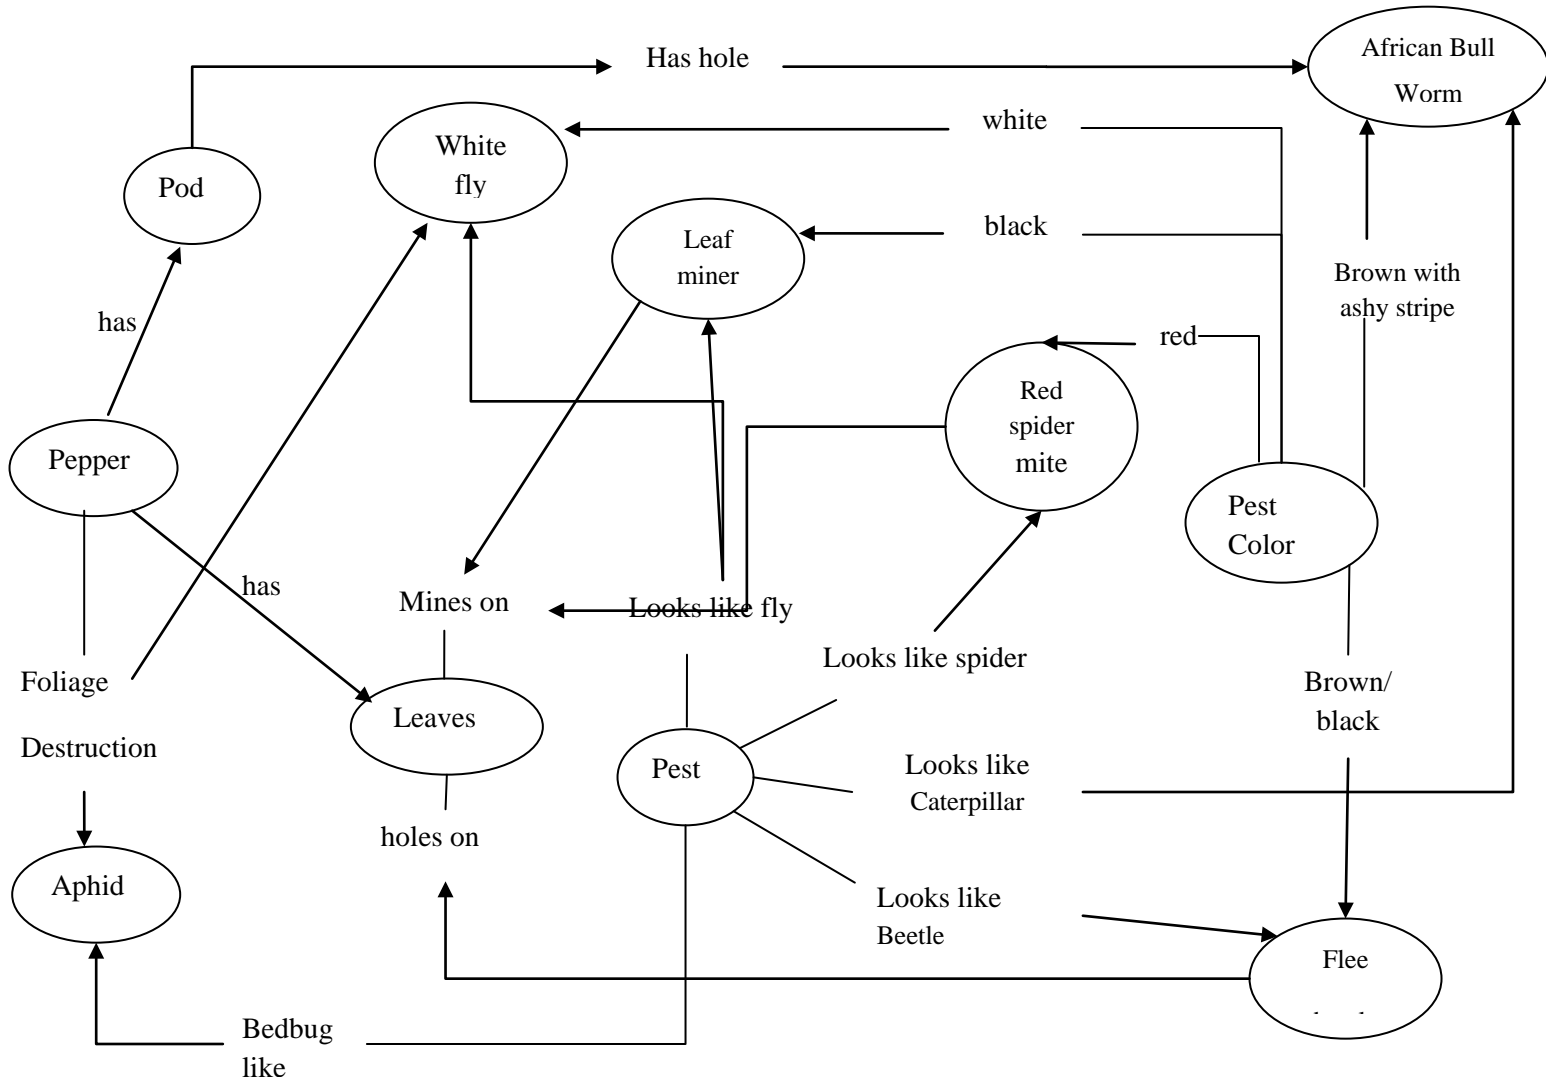 African Bull
Worm
Has hole
white
White
fly
Pod
black
Leaf
miner
Brown with
ashy stripe
has
red
Red
spider
mite
Pepper
Pest
Color
has
Mines on
Looks like fly
Looks like spider
Foliage
Destruction
Leaves
Brown/
black
Pest
Looks like
Caterpillar
holes on
Aphid
Looks like
Beetle
Flee
Bedbug
like